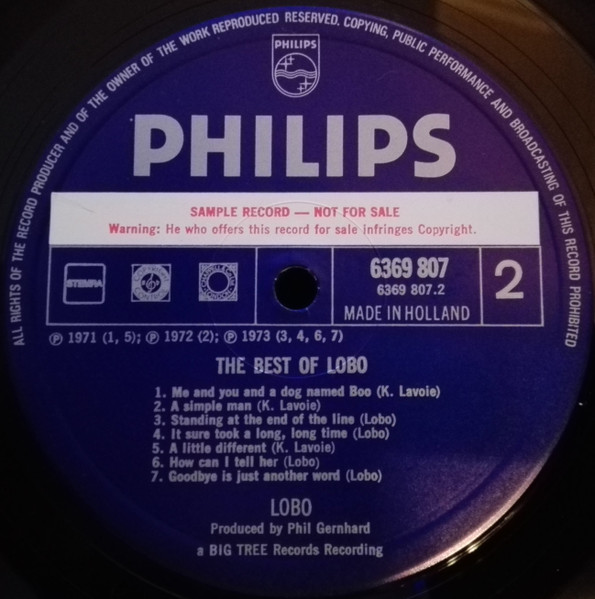 ALL RIGHTS OF THE RECORD PRODUCER AND OF THE OWNER OF THE WORK REPRODUCED RESERVED. COPYING, PUBLIC PERFORMANCE AND BROADCASTING OF THIS RECORD PROHIBITED
PHILIPS
PHILIPS
SAMPLE RECORD — NOT FOR SALE
Warning: He who offers this record for sale infringes Copyright.
STEMRA
6369 807
6369 807.2
MADE IN HOLLAND
2
℗ 1971 (1, 5); ℗ 1972 (2); ℗ 1973 (3, 4, 6, 7)
THE BEST OF LOBO
1. Me and you and a dog named Boo (K. Lavoie)
2. A simple man (K. Lavoie)
3. Standing at the end of the line (Lobo)
4. It sure took a long, long time (Lobo)
5. A little different (K. Lavoie)
6. How can I tell her (Lobo)
7. Goodbye is just another word (Lobo)
LOBO
Produced by Phil Gernhard
a BIG TREE Records Recording